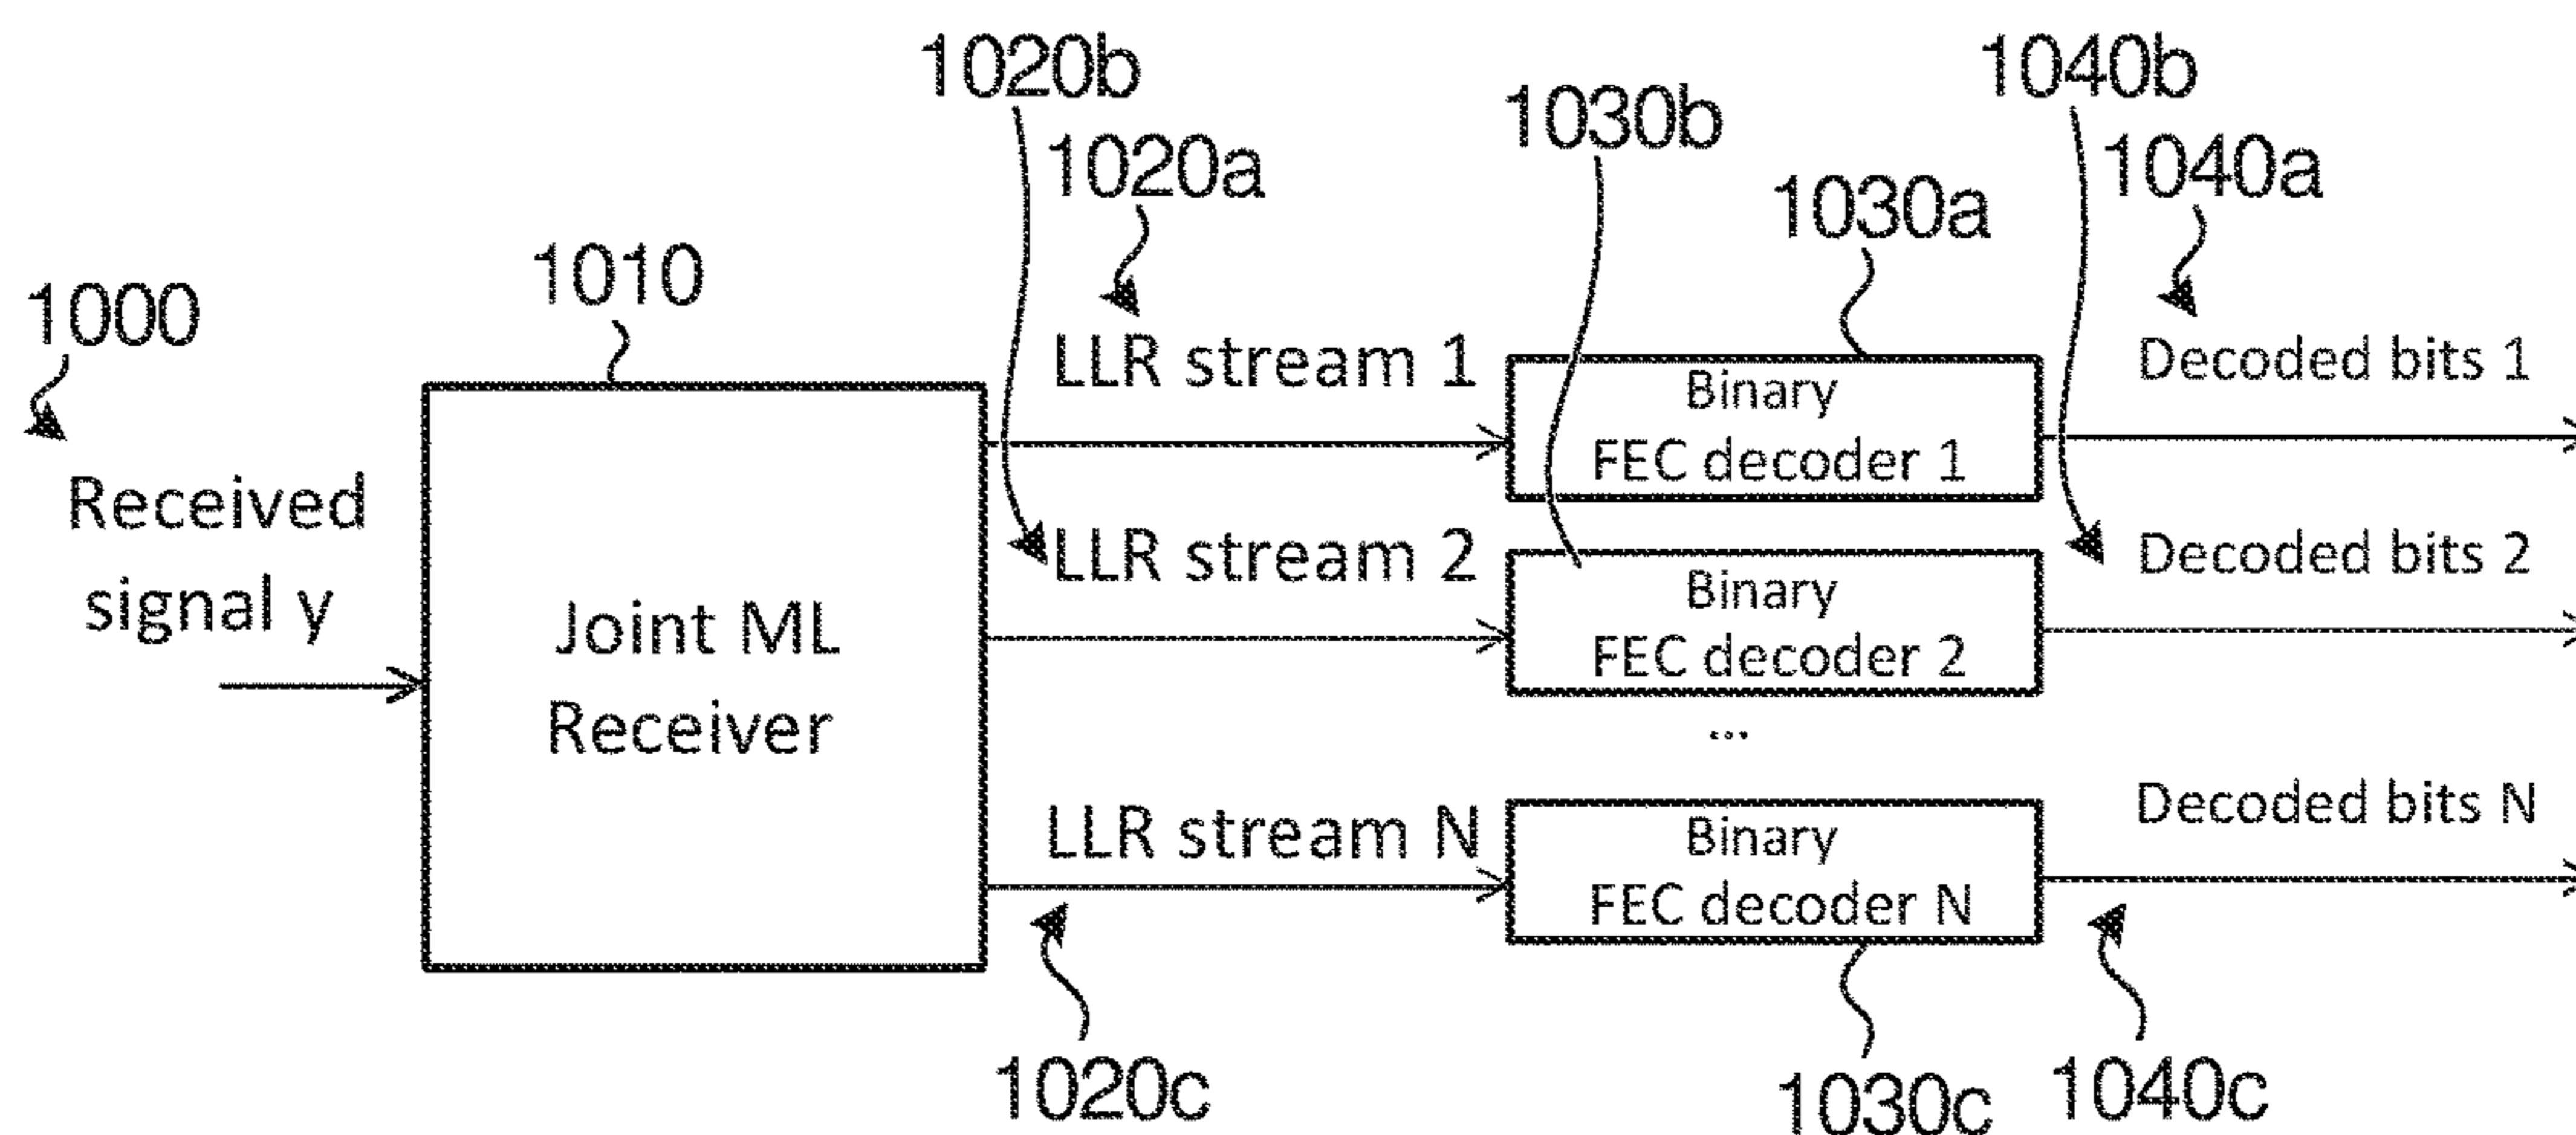 1020b
1040b
1030b
1020a
1040a
1030a
1010
1000
LLR stream 1
Decoded bits 1
Binary
FEC decoder 1
Received
signal y
LLR stream 2
Decoded bits 2
Binary
FEC decoder 2
Joint ML
Receiver
...
LLR stream N
Decoded bits N
Binary
FEC decoder N
1020c
1030c
1040c